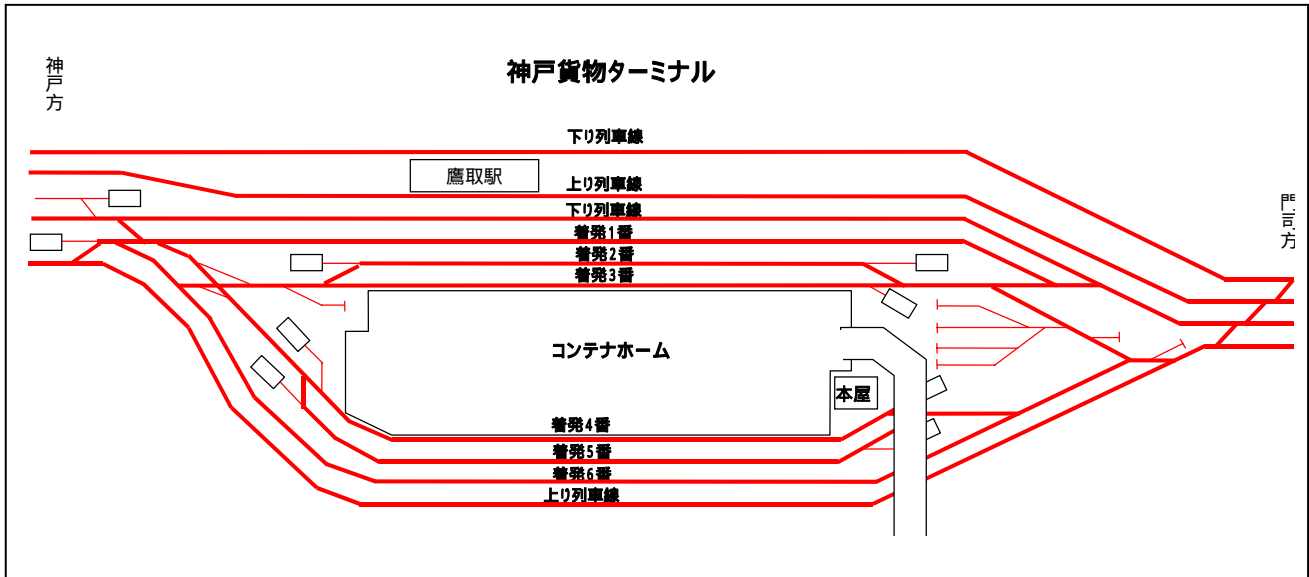 神戸貨物ターミナル
神戸方
下り列車線
鷹取駅
上り列車線
下り列車線
門司方
着発1番
着発2番
着発3番
コンテナホーム
本屋
着発4番
着発5番
着発6番
上り列車線